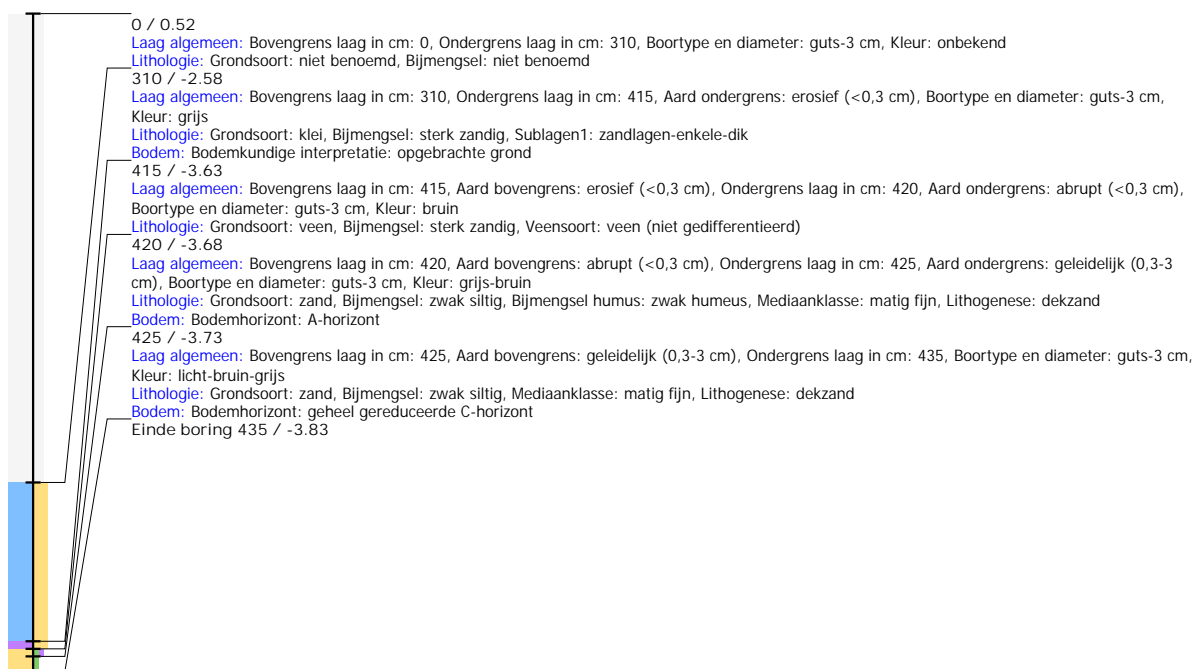 0 / 0.52
Laag algemeen: Bovengrens laag in cm: 0, Ondergrens laag in cm: 310, Boortype en diameter: guts-3 cm, Kleur: onbekend
Lithologie: Grondsoort: niet benoemd, Bijmengsel: niet benoemd
310 / -2.58
Laag algemeen: Bovengrens laag in cm: 310, Ondergrens laag in cm: 415, Aard ondergrens: erosief (<0,3 cm), Boortype en diameter: guts-3 cm,
Kleur: grijs
Lithologie: Grondsoort: klei, Bijmengsel: sterk zandig, Sublagen1: zandlagen-enkele-dik
Bodem: Bodemkundige interpretatie: opgebrachte grond
415 / -3.63
Laag algemeen: Bovengrens laag in cm: 415, Aard bovengrens: erosief (<0,3 cm), Ondergrens laag in cm: 420, Aard ondergrens: abrupt (<0,3 cm),
Boortype en diameter: guts-3 cm, Kleur: bruin
Lithologie: Grondsoort: veen, Bijmengsel: sterk zandig, Veensoort: veen (niet gedifferentieerd)
420 / -3.68
Laag algemeen: Bovengrens laag in cm: 420, Aard bovengrens: abrupt (<0,3 cm), Ondergrens laag in cm: 425, Aard ondergrens: geleidelijk (0,3-3
cm), Boortype en diameter: guts-3 cm, Kleur: grijs-bruin
Lithologie: Grondsoort: zand, Bijmengsel: zwak siltig, Bijmengsel humus: zwak humeus, Mediaanklasse: matig fijn, Lithogenese: dekzand
Bodem: Bodemhorizont: A-horizont
425 / -3.73
Laag algemeen: Bovengrens laag in cm: 425, Aard bovengrens: geleidelijk (0,3-3 cm), Ondergrens laag in cm: 435, Boortype en diameter: guts-3 cm,
Kleur: licht-bruin-grijs
Lithologie: Grondsoort: zand, Bijmengsel: zwak siltig, Mediaanklasse: matig fijn, Lithogenese: dekzand
Bodem: Bodemhorizont: geheel gereduceerde C-horizont
Einde boring 435 / -3.83